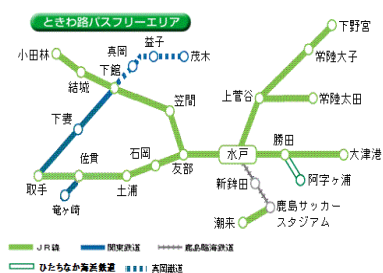 ときわ路パスフリーエリア
下野宮
益子
真岡
茂木
小田林
下館
常陸大子
結城
上菅谷
常陸太田
笠間
下妻
水戸
勝田
佐貫
石岡
大津港
友部
取手
土浦
新鉾田
阿字ヶ浦
竜ヶ崎
鹿島サッカー
スタジアム
潮来
JR線
関東鉄道
鹿島臨海鉄道
ひたちなか海浜鉄道
真岡鐵道